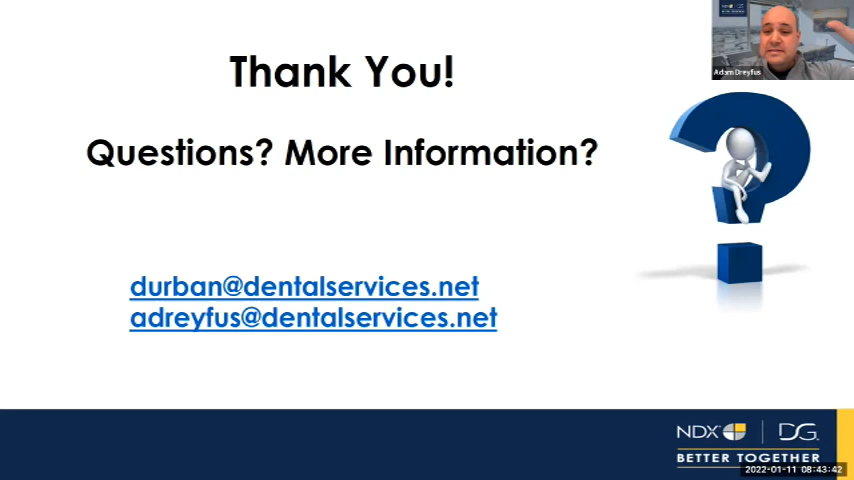 Thank You!
Adam Dreyfus
Questions? More Information?
durban@dentalservices.net
adreyfus@dentalservices.net
NDX DG
BETTER TOGETHER
2022-01-11 08:43:42